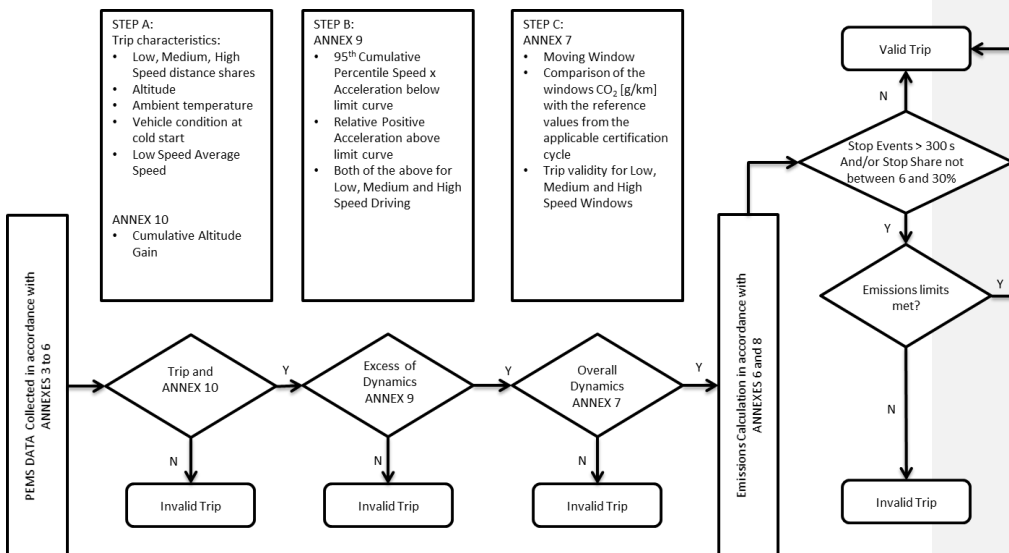 STEP A:
Trip characteristics:
• Low, Medium, High
Speed distance shares
• Altitude
• Ambient temperature
• Vehicle condition at
cold start
• Low Speed Average
Speed
ANNEX 10
• Cumulative Altitude
Gain
STEP B:
ANNEX 9
• 95th Cumulative
Percentile Speed x
Acceleration below
limit curve
• Relative Positive
Acceleration above
limit curve
• Both of the above for
Low, Medium and High
Speed Driving
STEP C:
ANNEX 7
• Moving Window
• Comparison of the
windows CO₂ [g/km]
with the reference
values from the
applicable certification
cycle
• Trip validity for Low,
Medium and High
Speed Windows
PEMS DATA Collected in accordance with
ANNEXES 3 to 6
Trip and
ANNEX 10
Y
N
Invalid Trip
Excess of
Dynamics
ANNEX 9
Y
N
Invalid Trip
Overall
Dynamics
ANNEX 7
Y
N
Invalid Trip
Emissions Calculation in accordance with
ANNEXES 6 and 8
Valid Trip
N
Stop Events > 300 s
And/or Stop Share not
between 6 and 30%
Y
Emissions limits
met?
Y
N
Invalid Trip